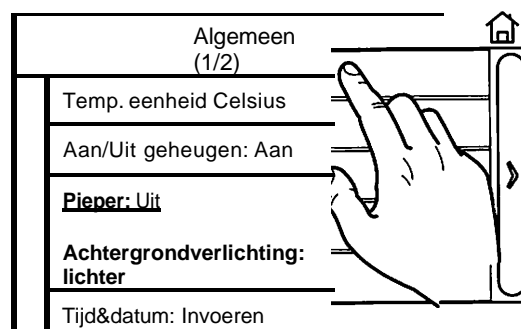 Algemeen
(1/2)
Temp. eenheid Celsius
Aan/Uit geheugen: Aan
Pieper: Uit
Achtergrondverlichting:
lichter
Tijd&datum: Invoeren